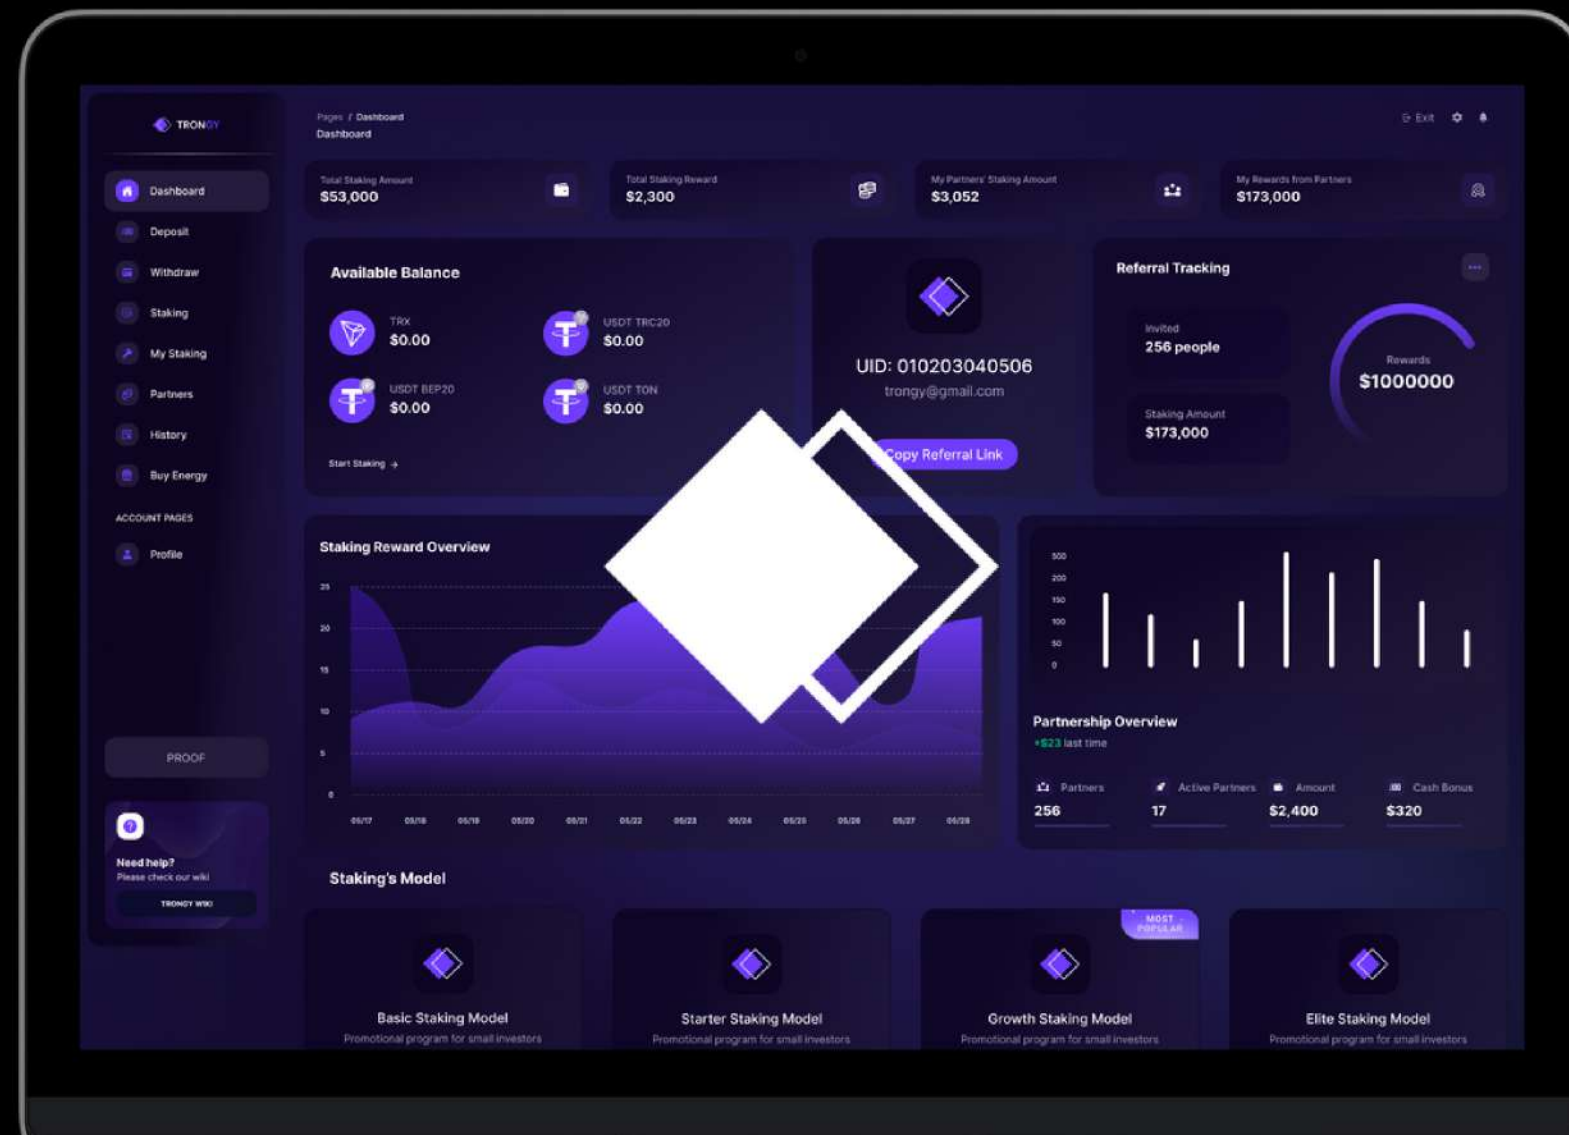 TRONGY
Dashboard
Deposit
Withdraw
Staking
My Staking
Partners
History
Buy Energy
ACCOUNT PAGES
Profile
PROOF
Need help?
Please check our wiki
TRONGY WIKI
Pages / Dashboard
Dashboard
Exit
Total Staking Amount
$53,000
Total Staking Reward
$2,300
My Partners' Staking Amount
$3,052
My Rewards from Partners
$173,000
Available Balance
TRX
$0.00
USDT TRC20
$0.00
USDT BEP20
$0.00
USDT TON
$0.00
Start Staking →
UID: 010203040506
trongy@gmail.com
Copy Referral Link
Referral Tracking
Invited
256 people
Staking Amount
$173,000
Rewards
$1000000
Staking Reward Overview
25
20
15
10
5
0
05/17 05/18 05/19 05/20 05/21 05/22 05/23 05/24 05/25 05/26 05/27 05/28
500
200
150
100
50
0
Partnership Overview
+$23 last time
Partners
256
Active Partners
17
Amount
$2,400
Cash Bonus
$320
Staking's Model
Basic Staking Model
Promotional program for small investors
Starter Staking Model
Promotional program for small investors
MOST
POPULAR
Growth Staking Model
Promotional program for small investors
Elite Staking Model
Promotional program for small investors